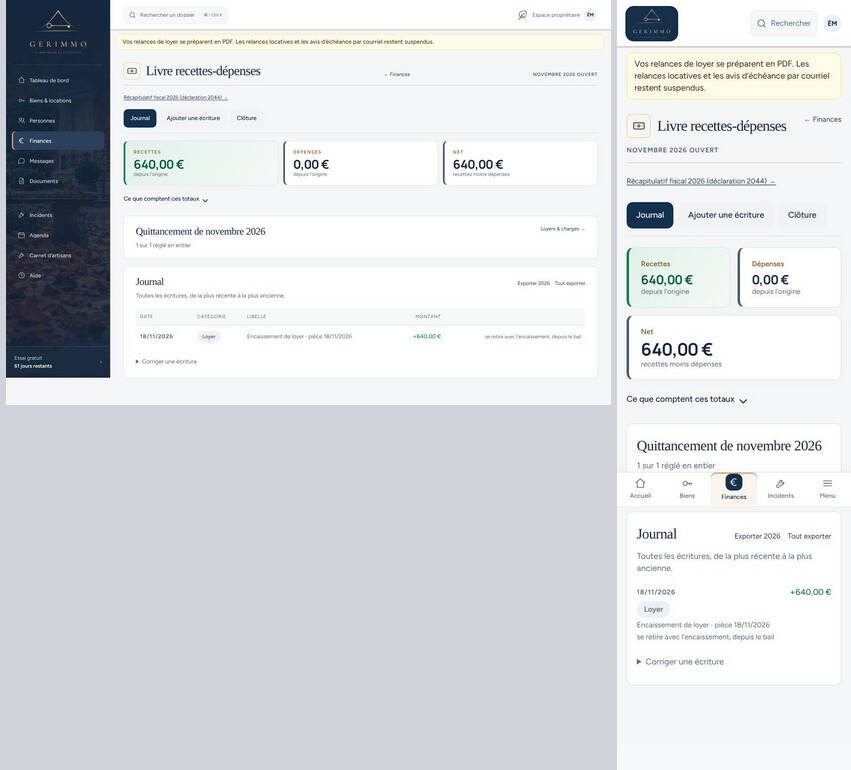 GERIMMO
Tableau de bord
Biens & locations
Personnes
Finances
Messages
Documents
Incidents
Agenda
Carnet d'artisans
Aide
Essai gratuit
51 jours restants
Rechercher un dossier
Espace propriétaire ÉM
Vos relances de loyer se préparent en PDF. Les relances locatives et les avis d'échéance par courriel restent suspendus.
Livre recettes-dépenses ← Finances NOVEMBRE 2026 OUVERT
Récapitulatif fiscal 2026 (déclaration 2044) →
Journal Ajouter une écriture Clôture
RECETTES DÉPENSES NET
640,00 € 0,00 € 640,00 €
depuis l'origine depuis l'origine recettes moins dépenses
Ce que comptent ces totaux
Quittancement de novembre 2026 Loyers & charges →
1 sur 1 réglé en entier
Journal Exporter 2026 Tout exporter
Toutes les écritures, de la plus récente à la plus ancienne.
DATE CATÉGORIE LIBELLÉ MONTANT
18/11/2026 Loyer Encaissement de loyer · pièce 18/11/2026 +640,00 € se retire avec l'encaissement, depuis le bail
Corriger une écriture
GERIMMO
Rechercher ÉM
Vos relances de loyer se préparent en PDF. Les
relances locatives et les avis d'échéance par courriel
restent suspendus.
Livre recettes-dépenses ← Finances
NOVEMBRE 2026 OUVERT
Récapitulatif fiscal 2026 (déclaration 2044) →
Journal Ajouter une écriture Clôture
Recettes Dépenses
640,00 € 0,00 €
depuis l'origine depuis l'origine
Net
640,00 €
recettes moins dépenses
Ce que comptent ces totaux
Quittancement de novembre 2026
1 sur 1 réglé en entier
Accueil Biens Finances Incidents Menu
Journal Exporter 2026 Tout exporter
Toutes les écritures, de la plus récente à la plus
ancienne.
18/11/2026 +640,00 €
Loyer
Encaissement de loyer · pièce 18/11/2026
se retire avec l'encaissement, depuis le bail
Corriger une écriture